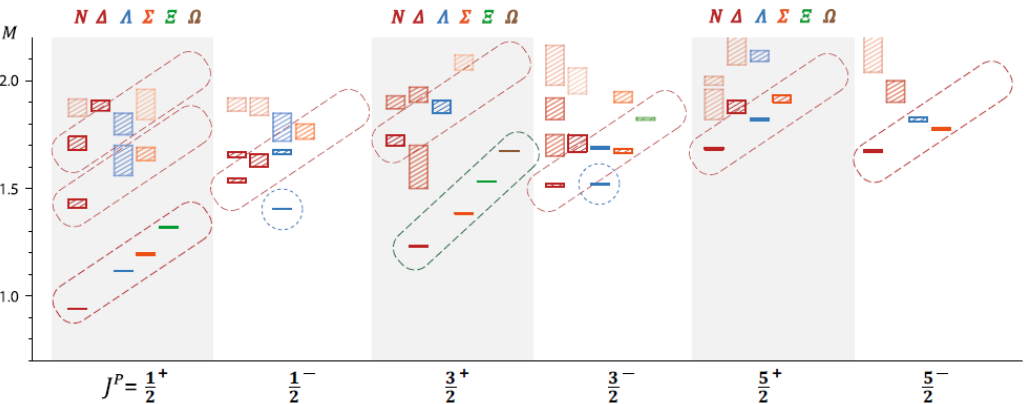 N Δ Λ Σ Ξ Ω N Δ Λ Σ Ξ Ω N Δ Λ Σ Ξ Ω
M
2.0
1.5
1.0
J^P = 1/2^+ 1/2^- 3/2^+ 3/2^- 5/2^+ 5/2^-